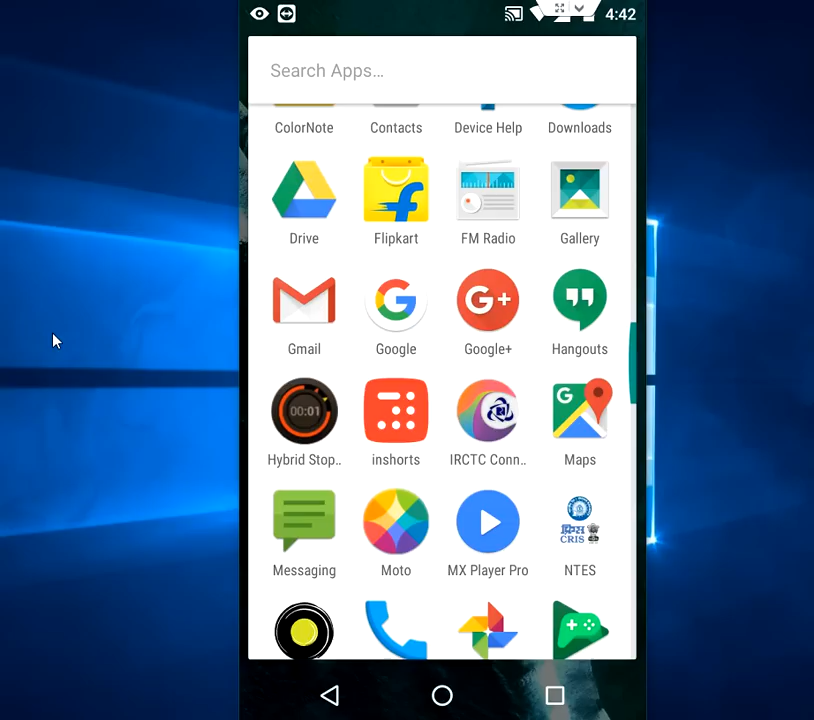 4:42
Search Apps...
ColorNote Contacts Device Help Downloads
Drive Flipkart FM Radio Gallery
G G+
Gmail Google Google+ Hangouts
00:01 G
Hybrid Stop.. inshorts IRCTC Conn.. Maps
क्रिस
CRIS
Messaging Moto MX Player Pro NTES